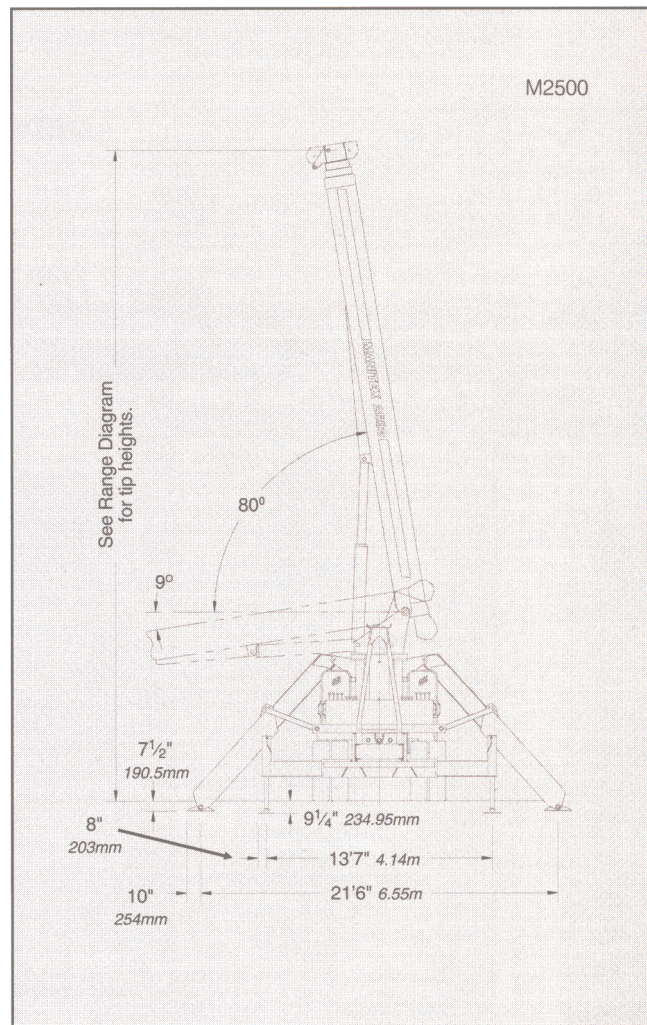 M2500
See Range Diagram
for tip heights.
MANITEX
80⁰
9⁰
7½"
190.5mm
8"
203mm
9¼" 234.95mm
13'7" 4.14m
10"
254mm
21'6" 6.55m